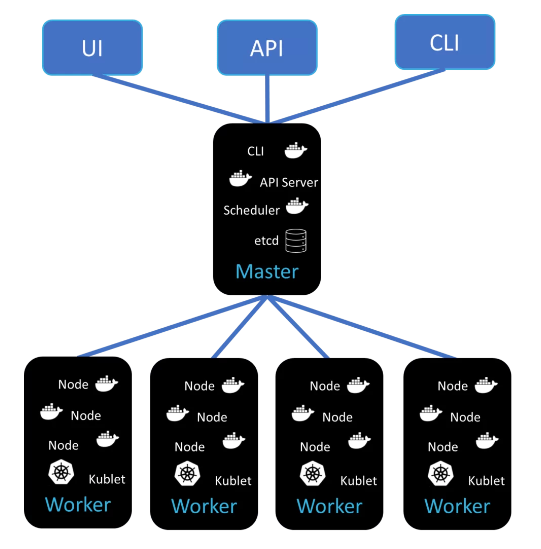 UI
API
CLI
CLI
API Server
Scheduler
etcd
Master
Node
Node
Node
Kublet
Worker
Node
Node
Node
Kublet
Worker
Node
Node
Node
Kublet
Worker
Node
Node
Node
Kublet
Worker